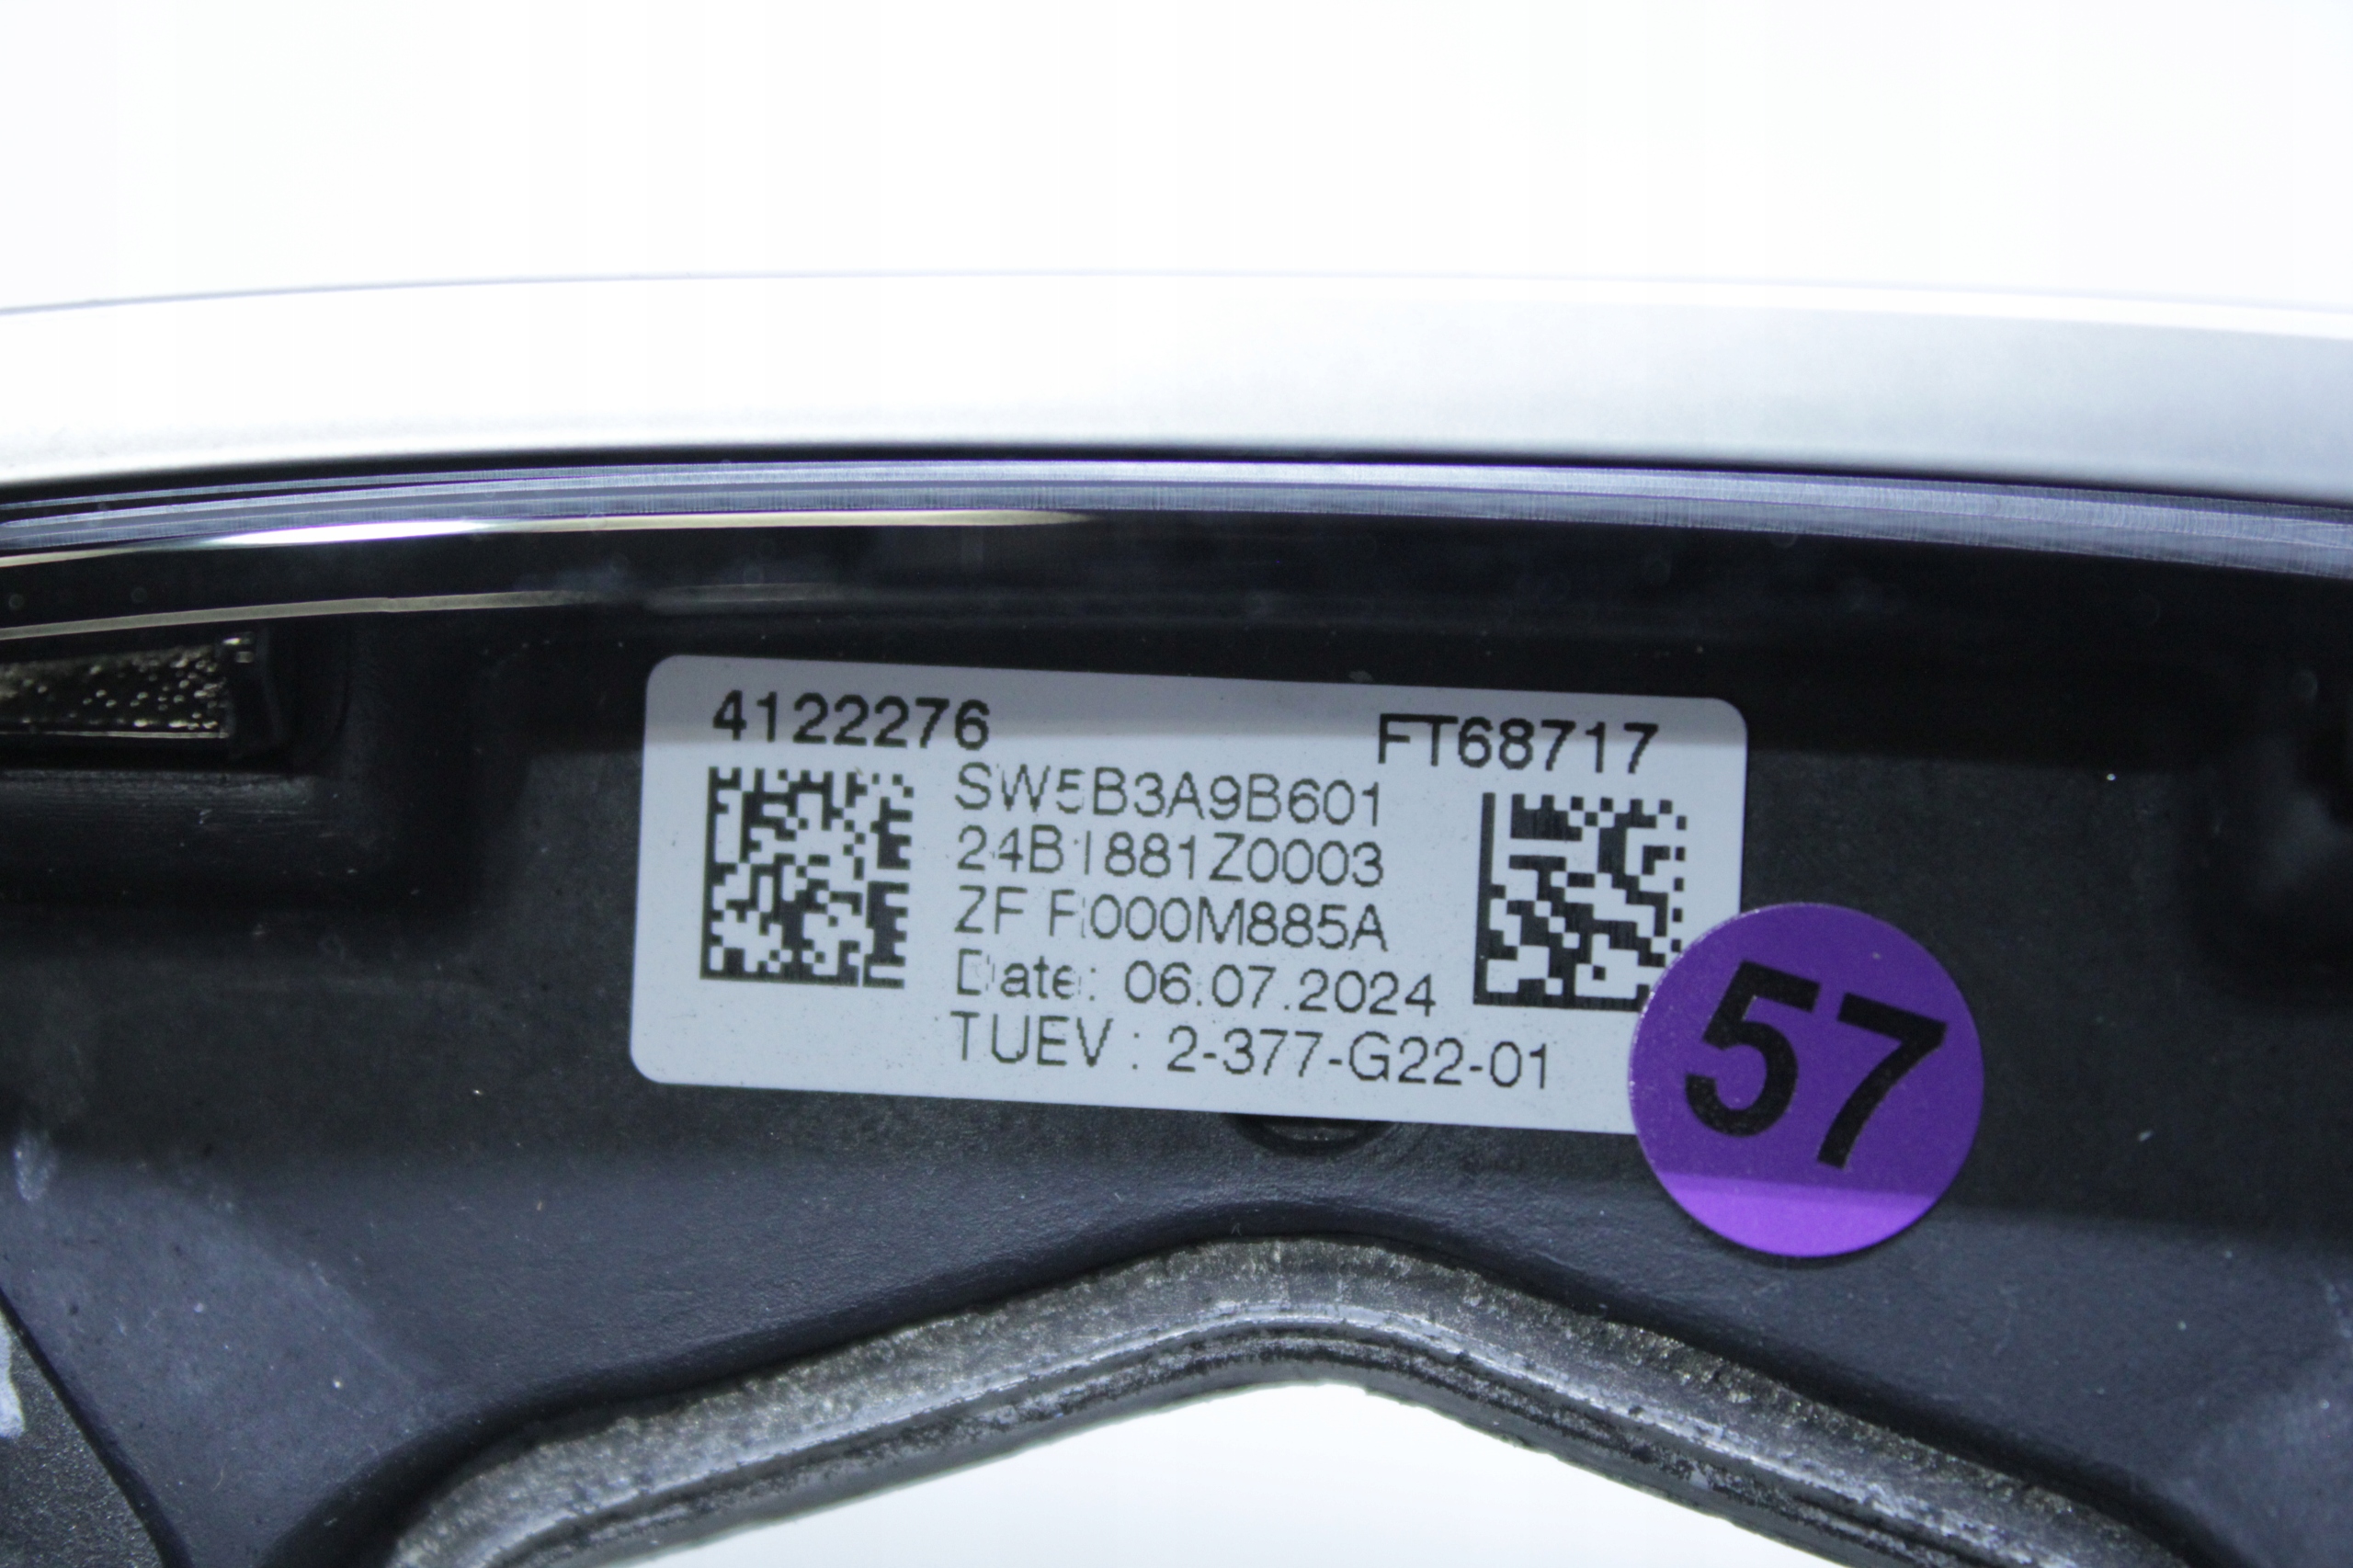 4122276
FT68717
SW5B3A9B601
24B1881Z0003
ZF R000M885A
Date: 06.07.2024
TUEV : 2-377-G22-01
57